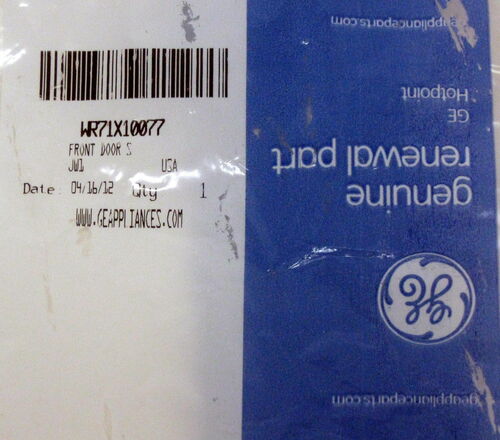 WR71X10077
FRONT DOOR S
JW1 USA
Date: 04/16/12 Qty 1
WWW.GEAPPLIANCES.COM
geapplianceparts.com
GE
genuine
renewal part
GE
Hotpoint
geapplianceparts.com